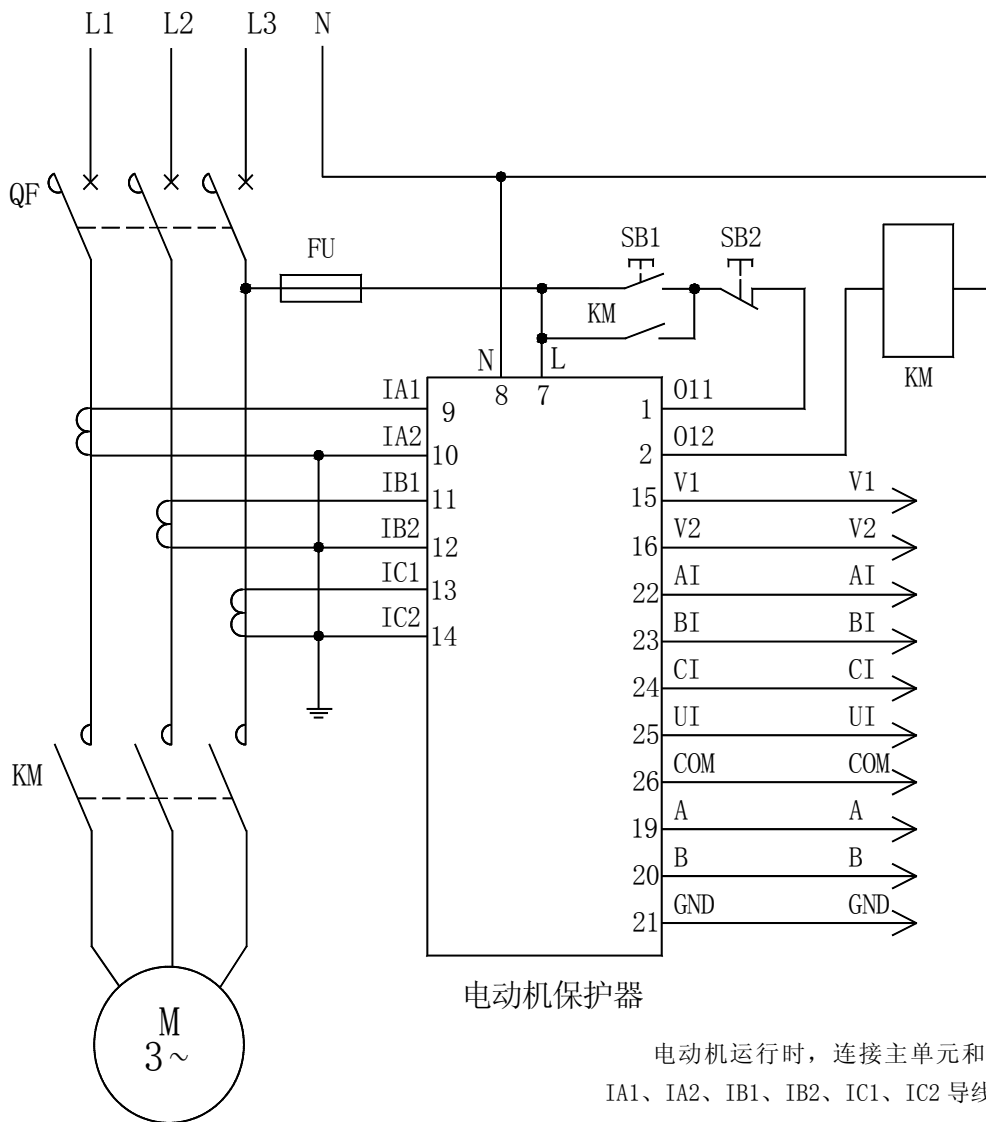 L1 L2 L3 N
QF
FU
SB1 SB2
KM
KM
N L
8 7
IA1 9
IA2 10
IB1 11
IB2 12
IC1 13
IC2 14
1 011
2 012
15 V1 V1
16 V2 V2
22 AI AI
23 BI BI
24 CI CI
25 UI UI
26 COM COM
19 A A
20 B B
21 GND GND
KM
M
3~
电动机保护器
电动机运行时，连接主单元和
IA1、IA2、IB1、IB2、IC1、IC2 导线